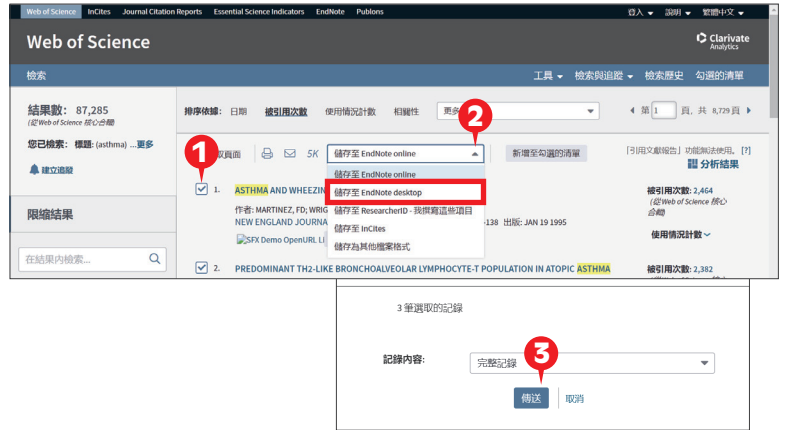 Web of Science InCites Journal Citation Reports Essential Science Indicators EndNote Publons 登入 說明 繁體中文
Web of Science
Clarivate
Analytics
檢索 工具 檢索與追蹤 檢索歷史 勾選的清單
結果數: 87,285
(從 Web of Science 核心合輯)
排序依據: 日期 被引用次數 使用情況計數 相關性 更多
2
第 1 頁, 共 8,729 頁
您已檢索: 標題: (asthma) ...更多
1
取頁面 5K 儲存至 EndNote online 新增至勾選的清單
「引用文獻報告」功能無法使用。 [?]
分析結果
建立追蹤
儲存至 EndNote online
儲存至 EndNote desktop
儲存至 ResearcherID - 我撰寫這些項目
儲存至 InCites
儲存為其他檔案格式
1. ASTHMA AND WHEEZIN
作者: MARTINEZ, FD; WRIG
NEW ENGLAND JOURNA -138 出版: JAN 19 1995
SFX Demo OpenURL LI
被引用次數: 2,464
(從 Web of Science 核心
合輯)
使用情況計數
限縮結果
在結果內檢索...
2. PREDOMINANT TH2-LIKE BRONCHOALVEOLAR LYMPHOCYTE-T POPULATION IN ATOPIC ASTHMA
被引用次數: 2,382
3 筆選取的記錄
3
記錄內容: 完整記錄
傳送 取消